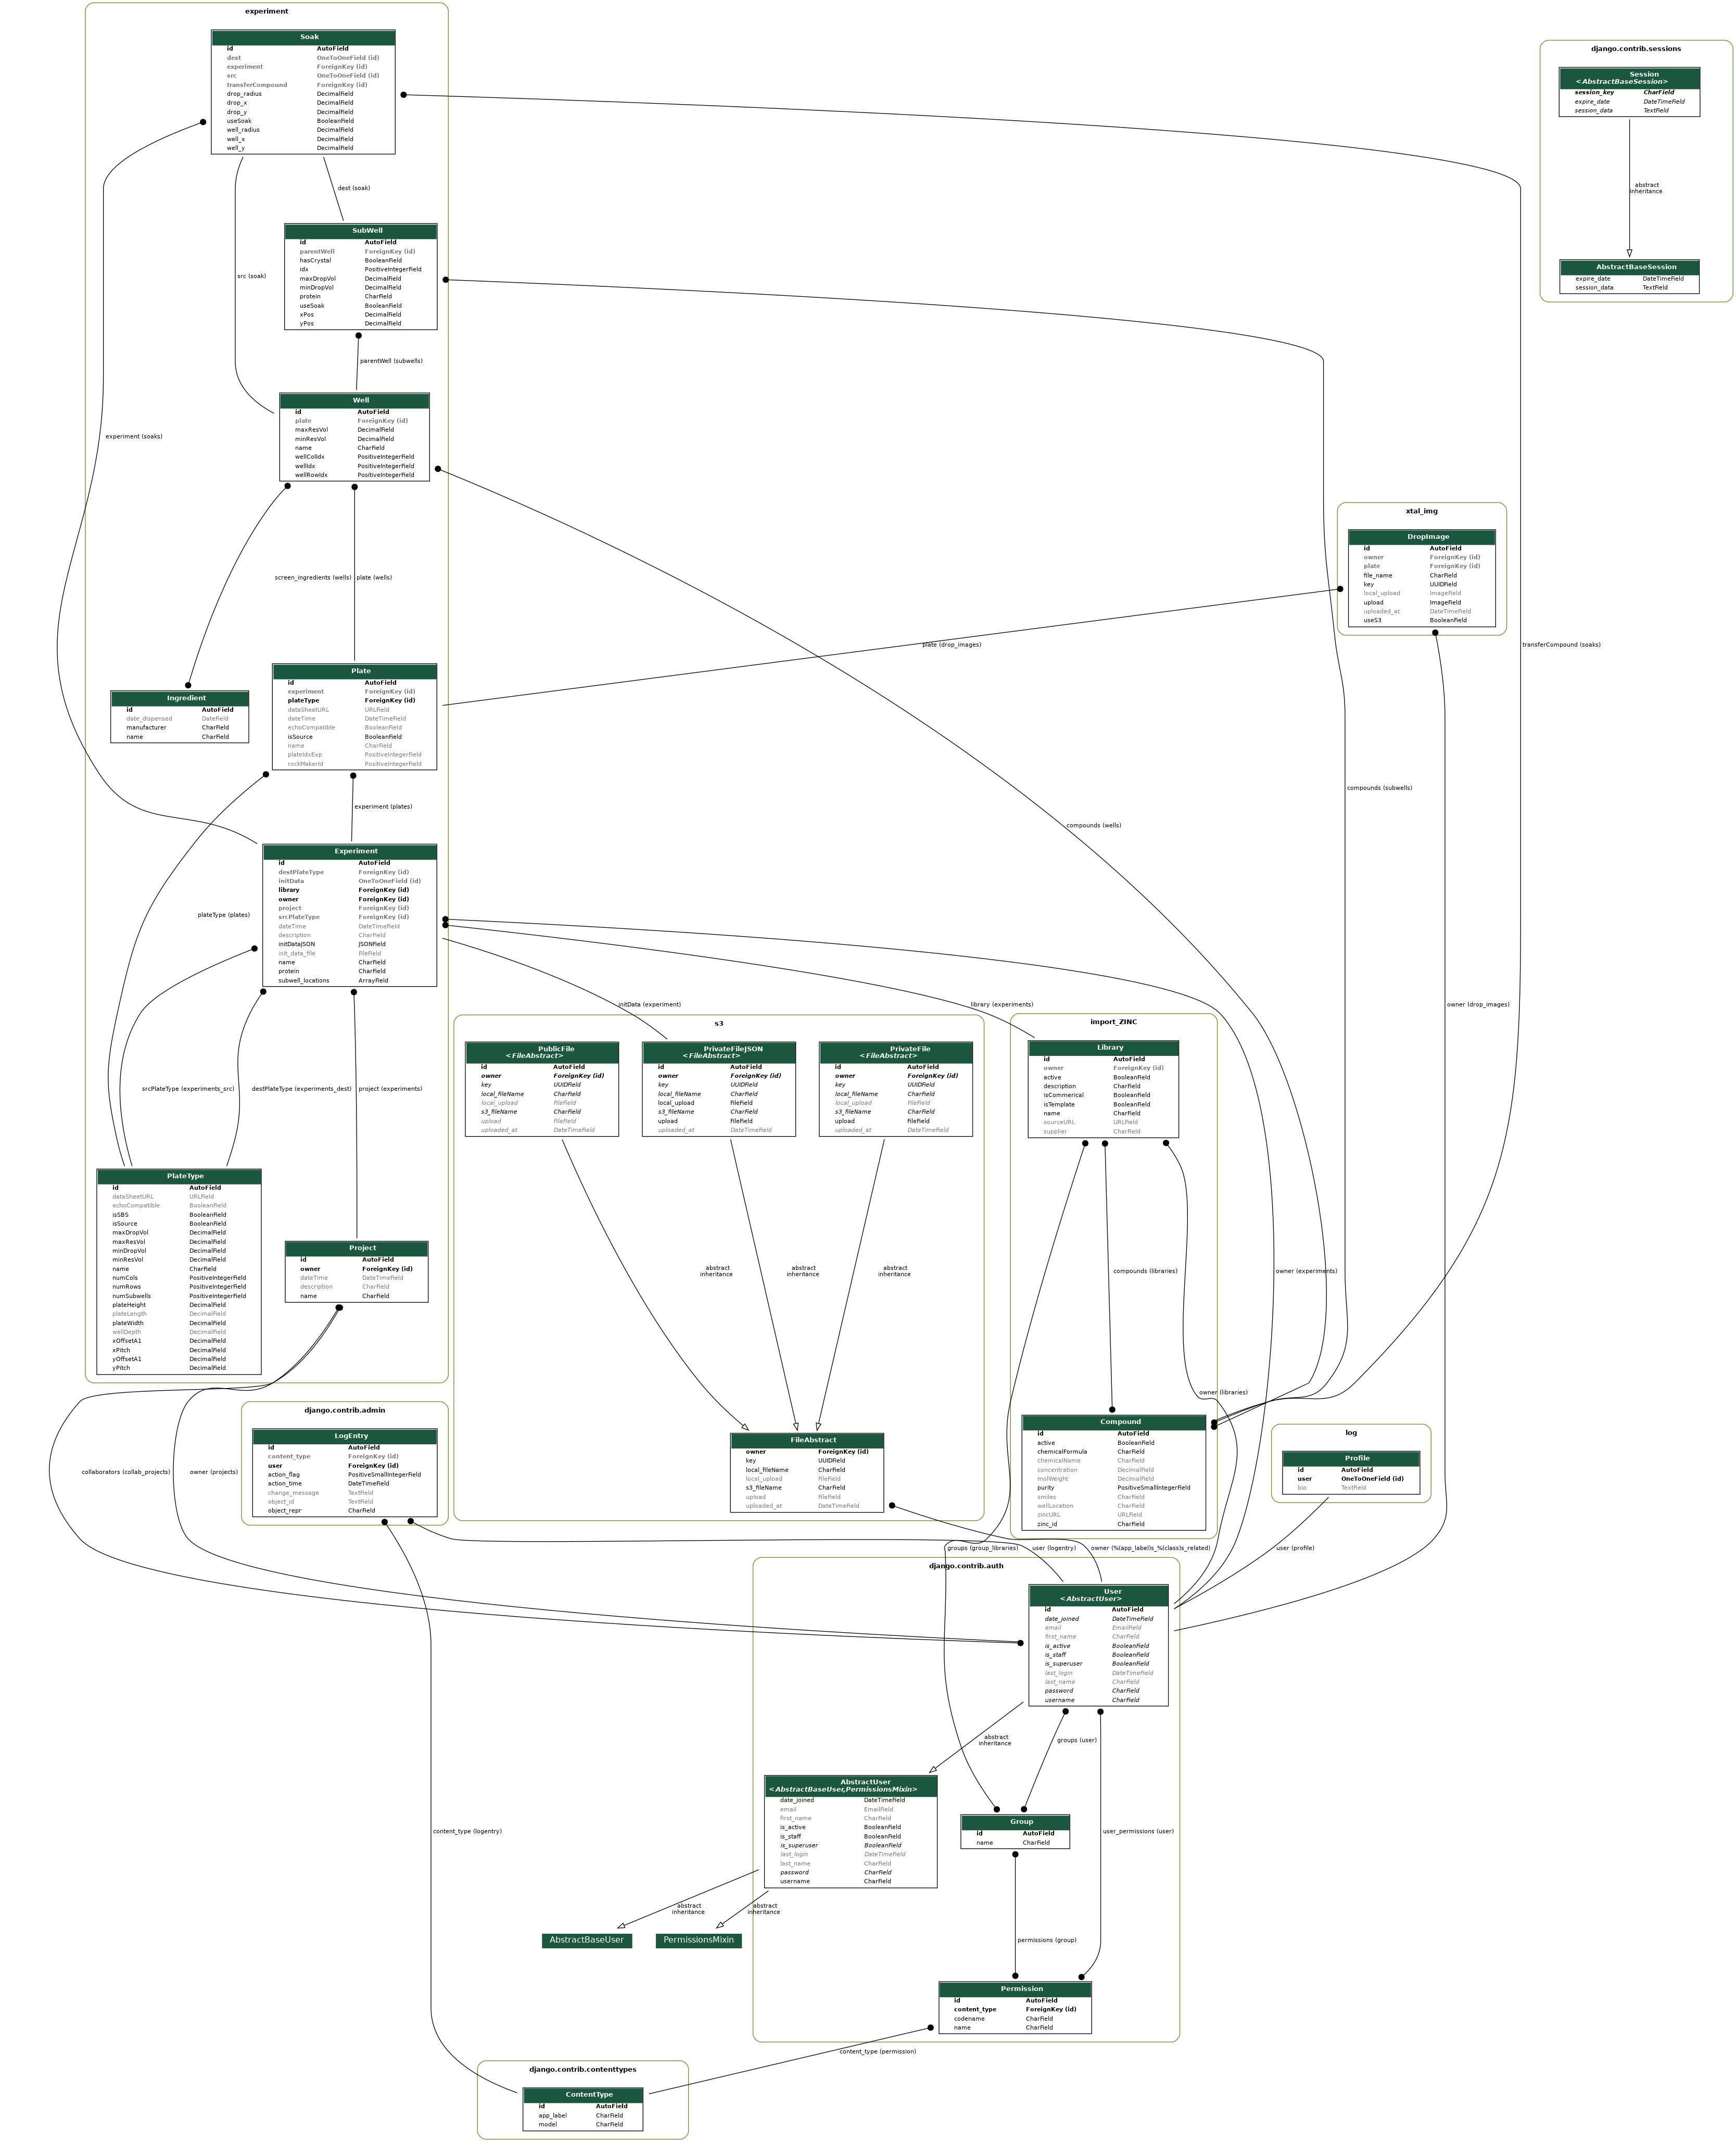 experiment
Soak
id AutoField
dest OneToOneField (id)
experiment ForeignKey (id)
src OneToOneField (id)
transferCompound ForeignKey (id)
drop_radius DecimalField
drop_x DecimalField
drop_y DecimalField
useSoak BooleanField
well_radius DecimalField
well_x DecimalField
well_y DecimalField
dest (soak)
SubWell
id AutoField
parentWell ForeignKey (id)
hasCrystal BooleanField
idx PositiveIntegerField
maxDropVol DecimalField
minDropVol DecimalField
protein CharField
useSoak BooleanField
xPos DecimalField
yPos DecimalField
src (soak)
parentWell (subwells)
Well
id AutoField
plate ForeignKey (id)
maxResVol DecimalField
minResVol DecimalField
name CharField
wellColIdx PositiveIntegerField
wellIdx PositiveIntegerField
wellRowIdx PositiveIntegerField
experiment (soaks)
screen_ingredients (wells)
plate (wells)
Plate
id AutoField
experiment ForeignKey (id)
plateType ForeignKey (id)
dataSheetURL URLField
dateTime DateTimeField
echoCompatible BooleanField
isSource BooleanField
name CharField
plateIdxExp PositiveIntegerField
rockMakerId PositiveIntegerField
Ingredient
id AutoField
date_dispensed DateField
manufacturer CharField
name CharField
experiment (plates)
Experiment
id AutoField
destPlateType ForeignKey (id)
initData OneToOneField (id)
library ForeignKey (id)
owner ForeignKey (id)
project ForeignKey (id)
srcPlateType ForeignKey (id)
dateTime DateTimeField
description CharField
initDataJSON JSONField
init_data_file FileField
name CharField
protein CharField
subwell_locations ArrayField
plateType (plates)
srcPlateType (experiments_src)
destPlateType (experiments_dest)
project (experiments)
PlateType
id AutoField
dataSheetURL URLField
echoCompatible BooleanField
isSBS BooleanField
isSource BooleanField
maxDropVol DecimalField
maxResVol DecimalField
minDropVol DecimalField
minResVol DecimalField
name CharField
numCols PositiveIntegerField
numRows PositiveIntegerField
numSubwells PositiveIntegerField
plateHeight DecimalField
plateLength DecimalField
plateWidth DecimalField
wellDepth DecimalField
xOffsetA1 DecimalField
xPitch DecimalField
yOffsetA1 DecimalField
yPitch DecimalField
Project
id AutoField
owner ForeignKey (id)
dateTime DateTimeField
description CharField
name CharField
django.contrib.sessions
Session
<AbstractBaseSession>
session_key CharField
expire_date DateTimeField
session_data TextField
abstract
inheritance
AbstractBaseSession
expire_date DateTimeField
session_data TextField
xtal_img
DropImage
id AutoField
owner ForeignKey (id)
plate ForeignKey (id)
file_name CharField
key UUIDField
local_upload ImageField
upload ImageField
uploaded_at DateTimeField
useS3 BooleanField
plate (drop_images)
transferCompound (soaks)
compounds (subwells)
compounds (wells)
initData (experiment)
library (experiments)
owner (drop_images)
s3
PublicFile
<FileAbstract>
id AutoField
owner ForeignKey (id)
key UUIDField
local_fileName CharField
local_upload FileField
s3_fileName CharField
upload FileField
uploaded_at DateTimeField
PrivateFileJSON
<FileAbstract>
id AutoField
owner ForeignKey (id)
key UUIDField
local_fileName CharField
local_upload FileField
s3_fileName CharField
upload FileField
uploaded_at DateTimeField
PrivateFile
<FileAbstract>
id AutoField
owner ForeignKey (id)
key UUIDField
local_fileName CharField
local_upload FileField
s3_fileName CharField
upload FileField
uploaded_at DateTimeField
abstract
inheritance
abstract
inheritance
abstract
inheritance
FileAbstract
owner ForeignKey (id)
key UUIDField
local_fileName CharField
local_upload FileField
s3_fileName CharField
upload FileField
uploaded_at DateTimeField
import_ZINC
Library
id AutoField
owner ForeignKey (id)
active BooleanField
description CharField
isCommerical BooleanField
isTemplate BooleanField
name CharField
sourceURL URLField
supplier CharField
compounds (libraries)
owner (experiments)
owner (libraries)
Compound
id AutoField
active BooleanField
chemicalFormula CharField
chemicalName CharField
concentration DecimalField
molWeight DecimalField
purity PositiveSmallIntegerField
smiles CharField
wellLocation CharField
zincURL URLField
zinc_id CharField
log
Profile
id AutoField
user OneToOneField (id)
bio TextField
django.contrib.admin
LogEntry
id AutoField
content_type ForeignKey (id)
user ForeignKey (id)
action_flag PositiveSmallIntegerField
action_time DateTimeField
change_message TextField
object_id TextField
object_repr CharField
collaborators (collab_projects)
owner (projects)
groups (group_libraries)
user (logentry)
owner (%(app_label)s_%(class)s_related)
user (profile)
django.contrib.auth
User
<AbstractUser>
id AutoField
date_joined DateTimeField
email EmailField
first_name CharField
is_active BooleanField
is_staff BooleanField
is_superuser BooleanField
last_login DateTimeField
last_name CharField
password CharField
username CharField
abstract
inheritance
groups (user)
AbstractUser
<AbstractBaseUser,PermissionsMixin>
date_joined DateTimeField
email EmailField
first_name CharField
is_active BooleanField
is_staff BooleanField
is_superuser BooleanField
last_login DateTimeField
last_name CharField
password CharField
username CharField
Group
id AutoField
name CharField
content_type (logentry)
user_permissions (user)
abstract
inheritance
abstract
inheritance
AbstractBaseUser
PermissionsMixin
permissions (group)
Permission
id AutoField
content_type ForeignKey (id)
codename CharField
name CharField
content_type (permission)
django.contrib.contenttypes
ContentType
id AutoField
app_label CharField
model CharField